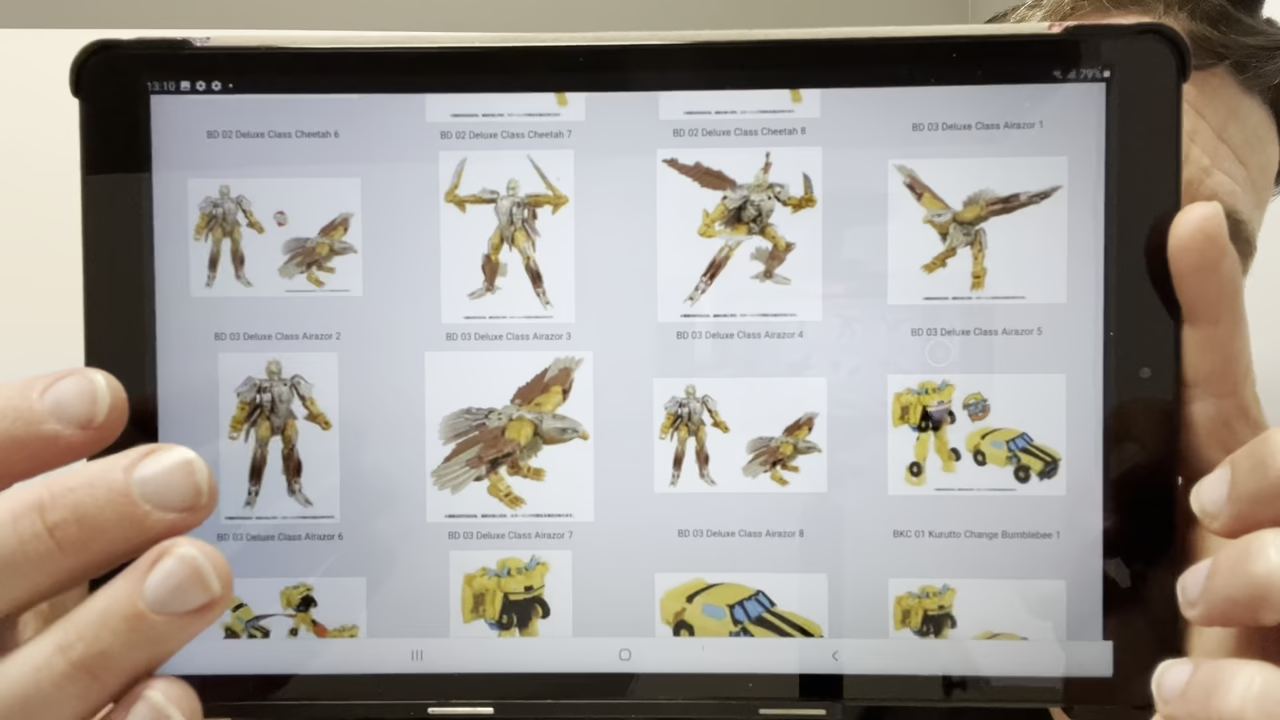 13:10
79%
BD 02 Deluxe Class Cheetah 6
BD 02 Deluxe Class Cheetah 7
BD 02 Deluxe Class Cheetah 8
BD 03 Deluxe Class Airazor 1
BD 03 Deluxe Class Airazor 2
BD 03 Deluxe Class Airazor 3
BD 03 Deluxe Class Airazor 4
BD 03 Deluxe Class Airazor 5
BD 03 Deluxe Class Airazor 6
BD 03 Deluxe Class Airazor 7
BD 03 Deluxe Class Airazor 8
BKC 01 Kurutto Change Bumblebee 1